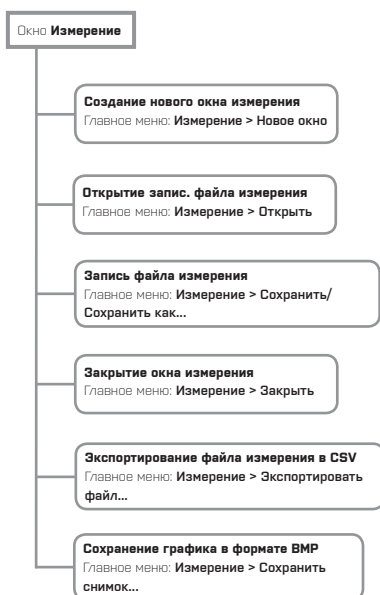 Окно Измерение
Создание нового окна измерения
Главное меню: Измерение > Новое окно
Открытие запис. файла измерения
Главное меню: Измерение > Открыть
Запись файла измерения
Главное меню: Измерение > Сохранить/
Сохранить как...
Закрытие окна измерения
Главное меню: Измерение > Закрыть
Экспортирование файла измерения в CSV
Главное меню: Измерение > Экспортировать
файл...
Сохранение графика в формате BMP
Главное меню: Измерение > Сохранить
снимок...